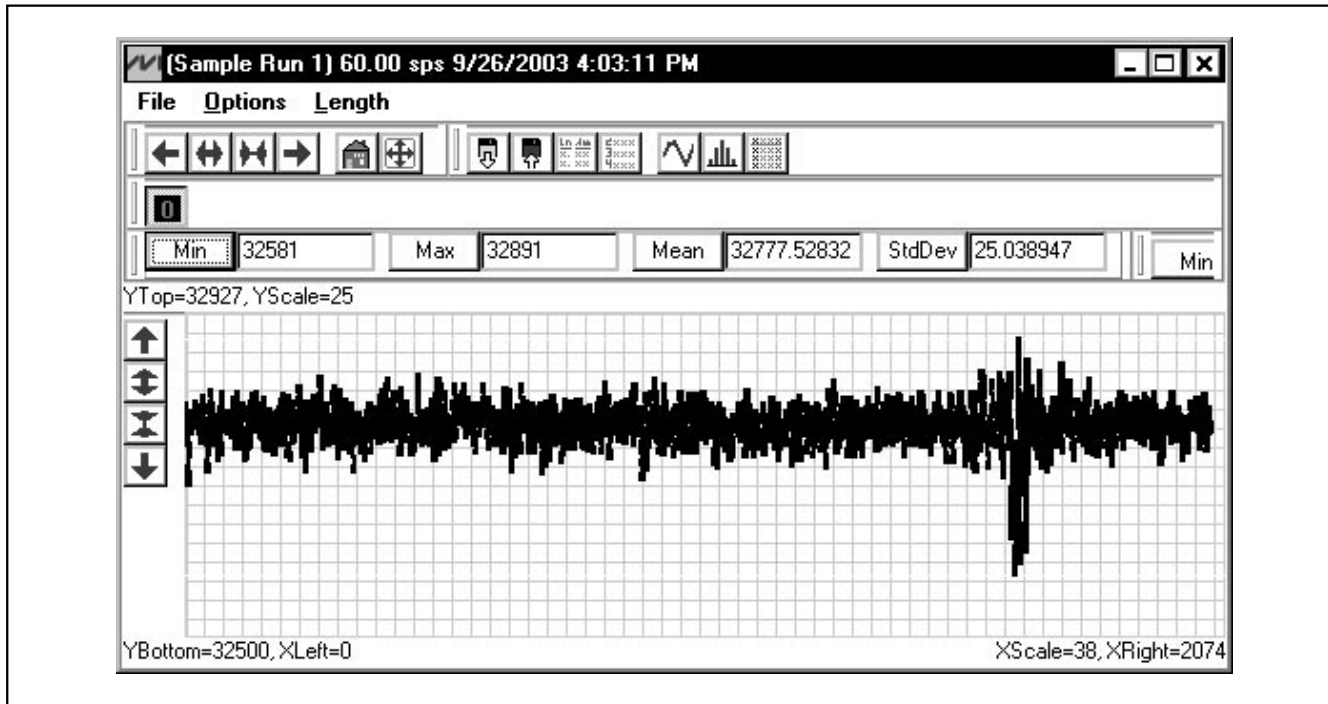 (Sample Run 1) 60.00 sps 9/26/2003 4:03:11 PM
File Options Length
0
Min 32581 Max 32891 Mean 32777.52832 StdDev 25.038947 Min
YTop=32927, YScale=25
YBottom=32500, XLeft=0 XScale=38, XRight=2074